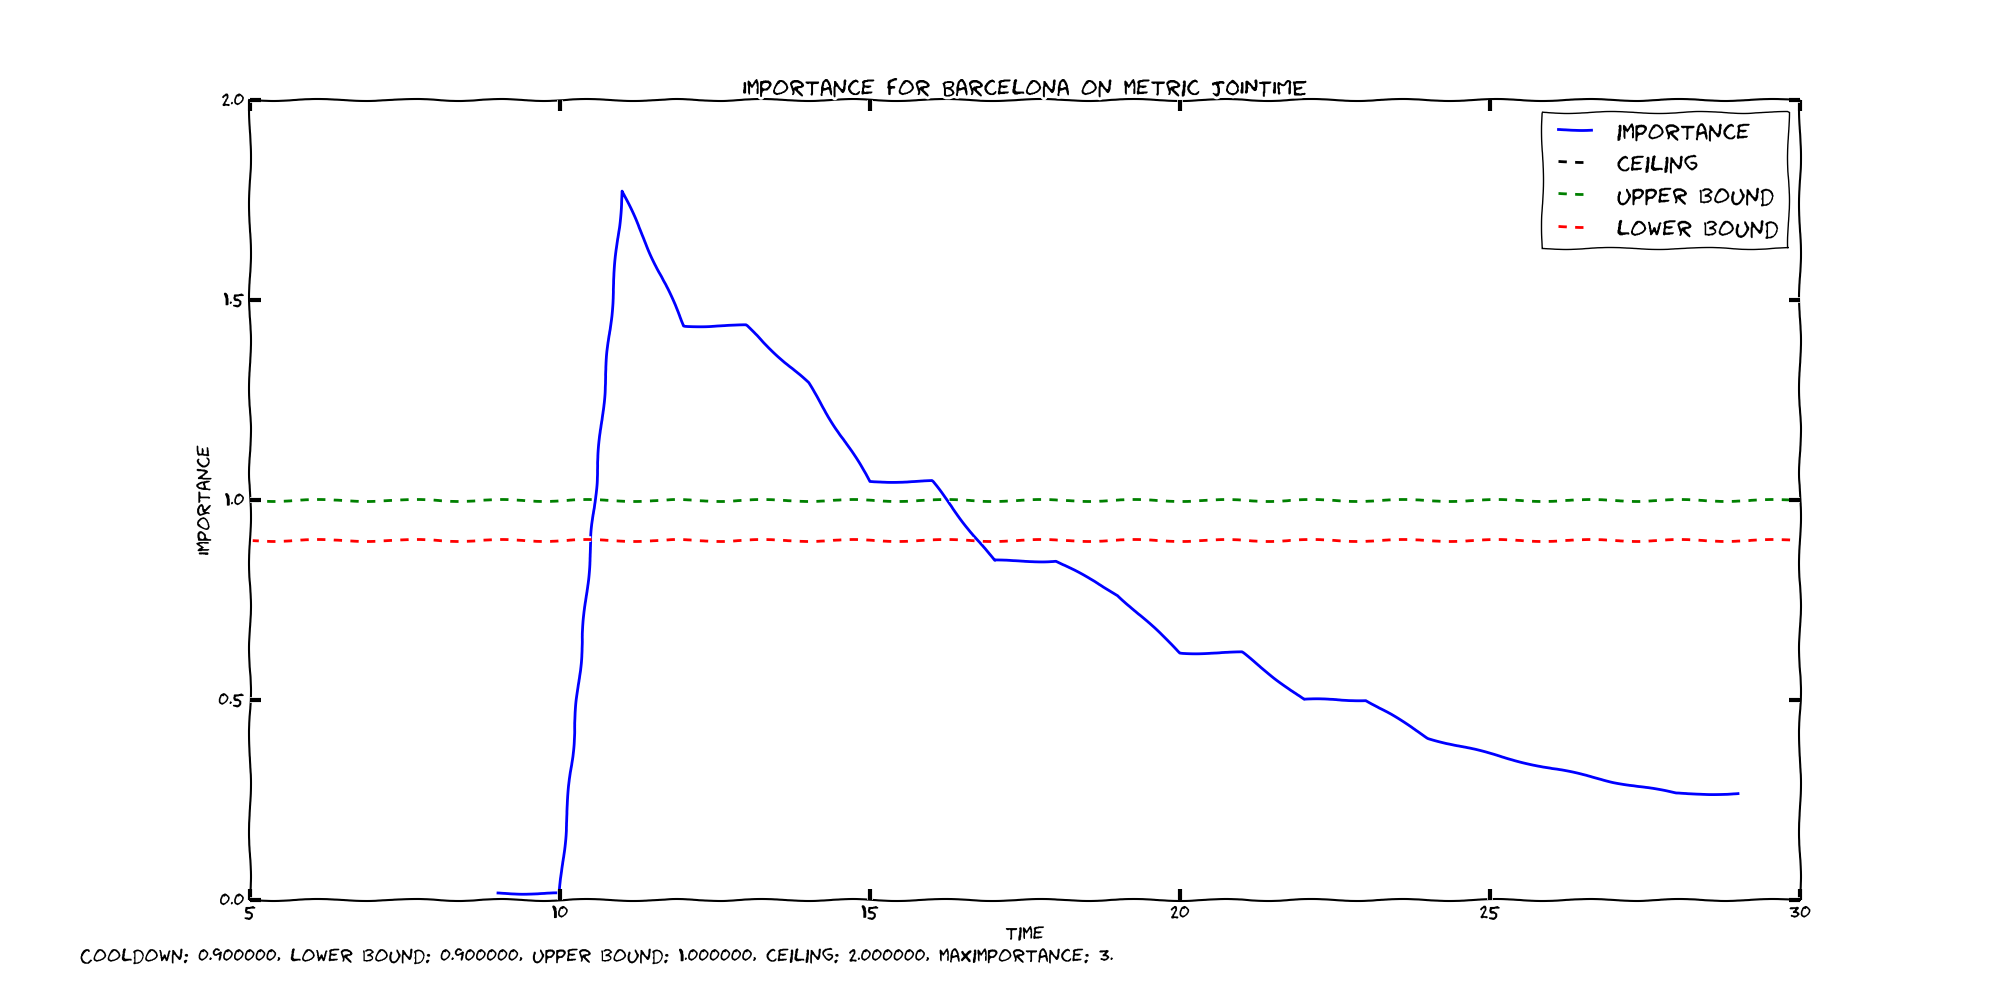 IMPORTANCE FOR BARCELONA ON METRIC JOINTIME
2.0
1.5
1.0
0.5
0.0
IMPORTANCE
IMPORTANCE
CEILING
UPPER BOUND
LOWER BOUND
5 10 15 20 25 30
TIME
COOLDOWN: 0.900000, LOWER BOUND: 0.900000, UPPER BOUND: 1.000000, CEILING: 2.000000, MAXIMPORTANCE: 3.